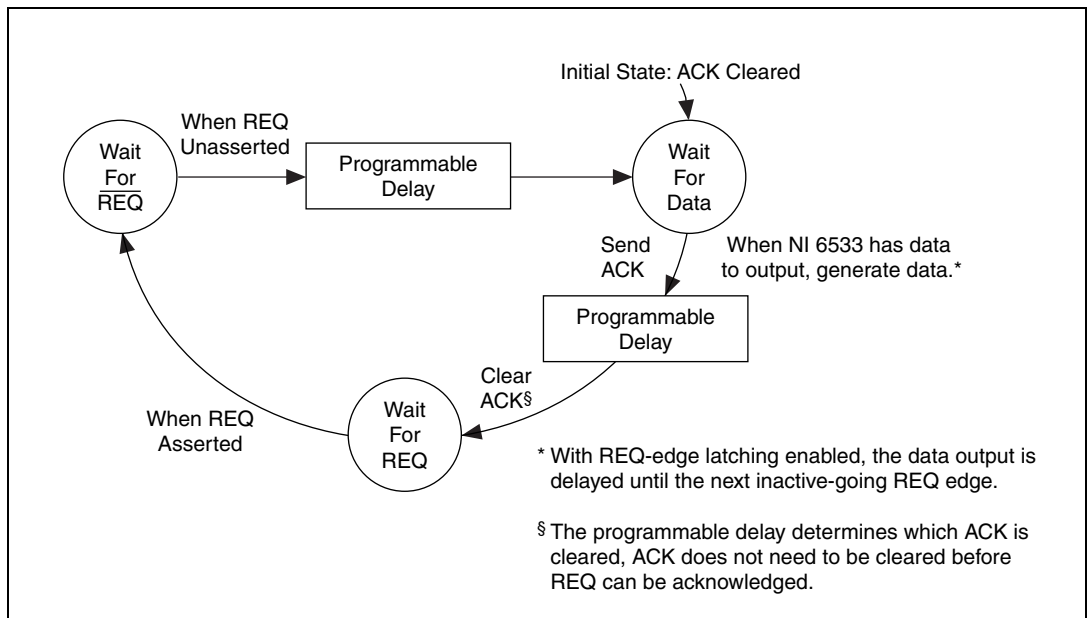 Initial State: ACK Cleared
When REQ
Unasserted
Wait
For
REQ
Programmable
Delay
Wait
For
Data
Send
ACK
When NI 6533 has data
to output, generate data.*
Programmable
Delay
Clear
ACK§
When REQ
Asserted
Wait
For
REQ
* With REQ-edge latching enabled, the data output is
delayed until the next inactive-going REQ edge.
§ The programmable delay determines which ACK is
cleared, ACK does not need to be cleared before
REQ can be acknowledged.